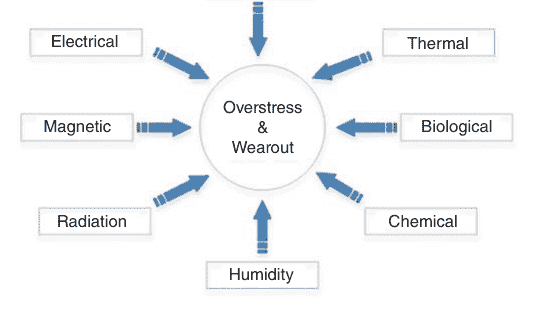 Electrical
Thermal
Overstress
&
Wearout
Magnetic
Biological
Radiation
Chemical
Humidity